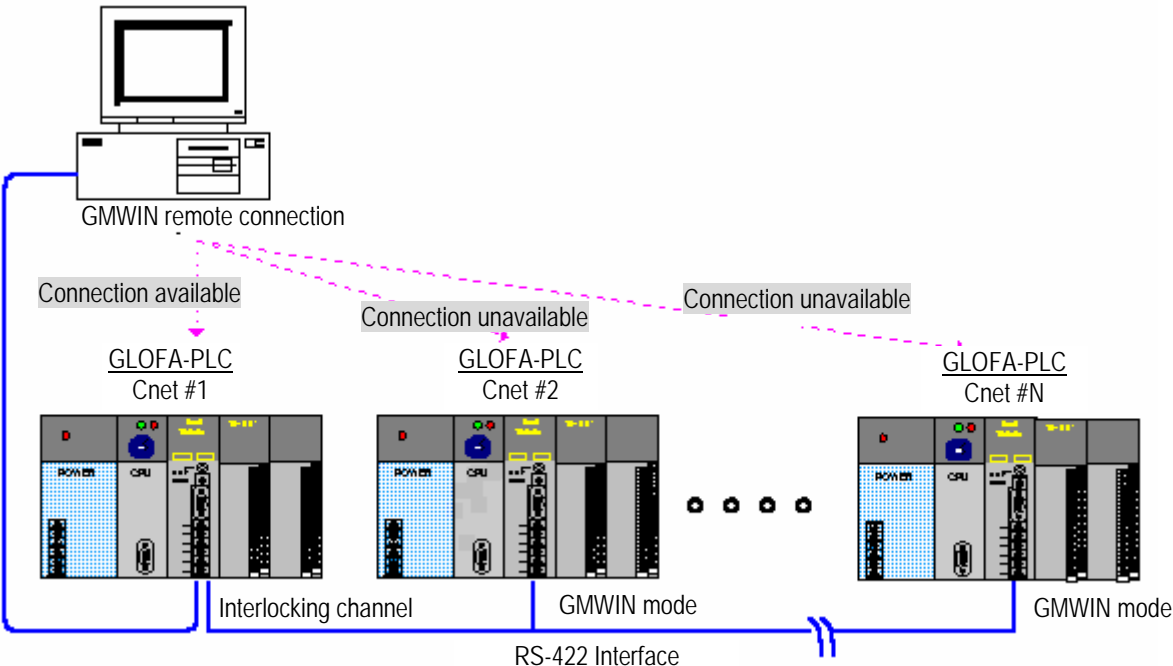 GMWIN remote connection
Connection available
Connection unavailable
Connection unavailable
GLOFA-PLC
Cnet #1
GLOFA-PLC
Cnet #2
GLOFA-PLC
Cnet #N
POWER
CPU
POWER
CPU
POWER
CPU
Interlocking channel
GMWIN mode
GMWIN mode
RS-422 Interface